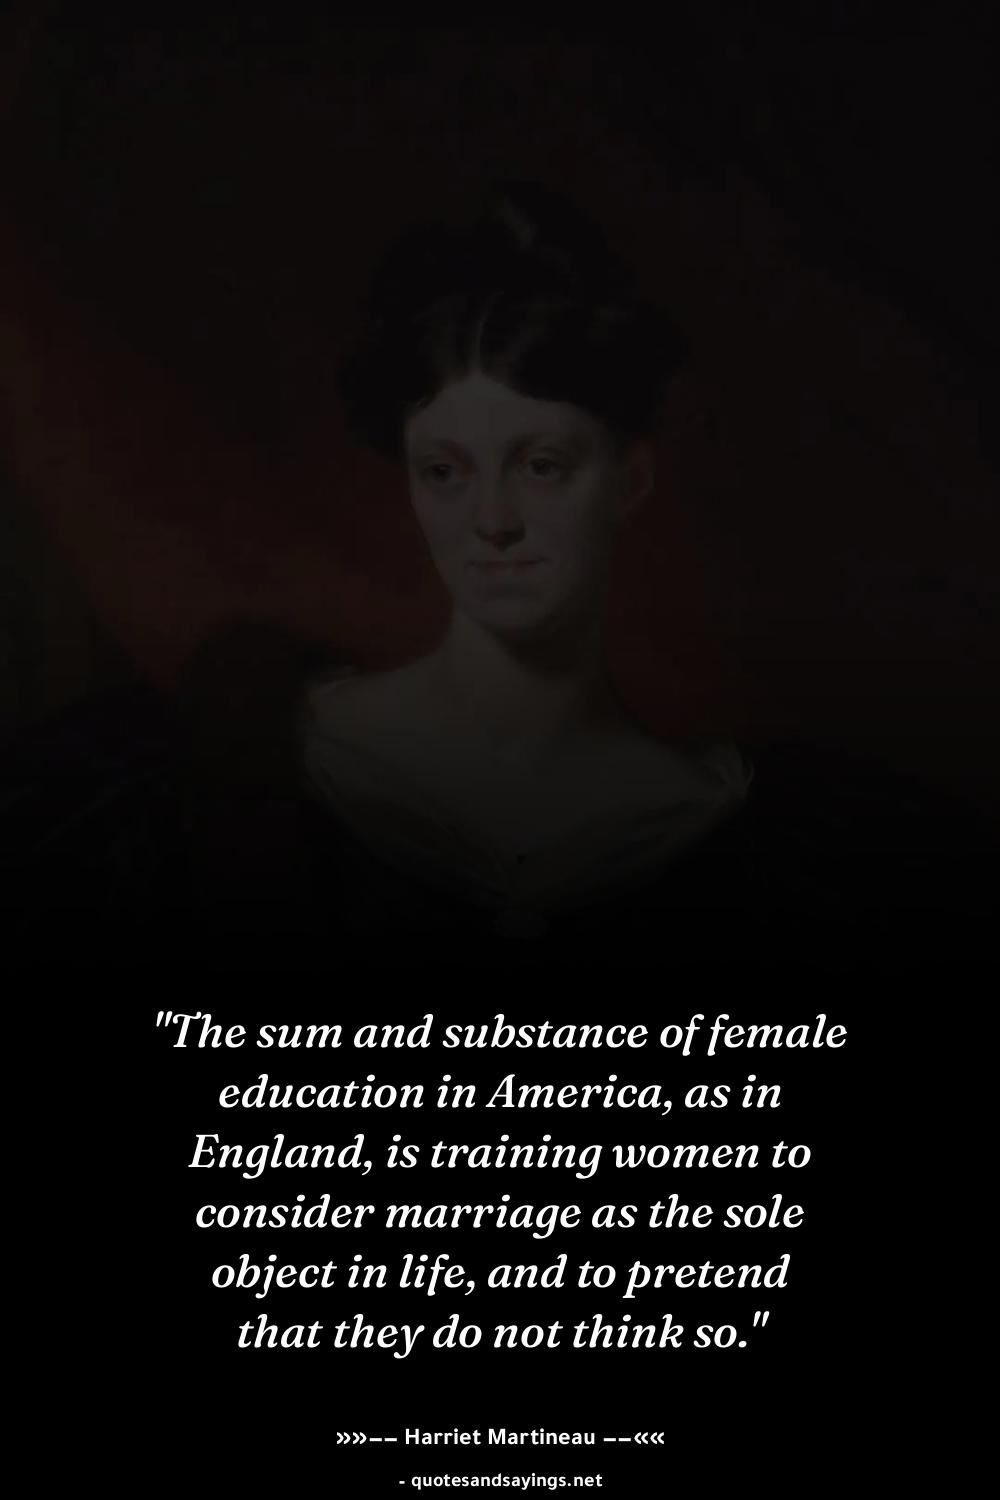 "The sum and substance of female
education in America, as in
England, is training women to
consider marriage as the sole
object in life, and to pretend
that they do not think so."
»»−− Harriet Martineau −−««
- quotesandsayings.net